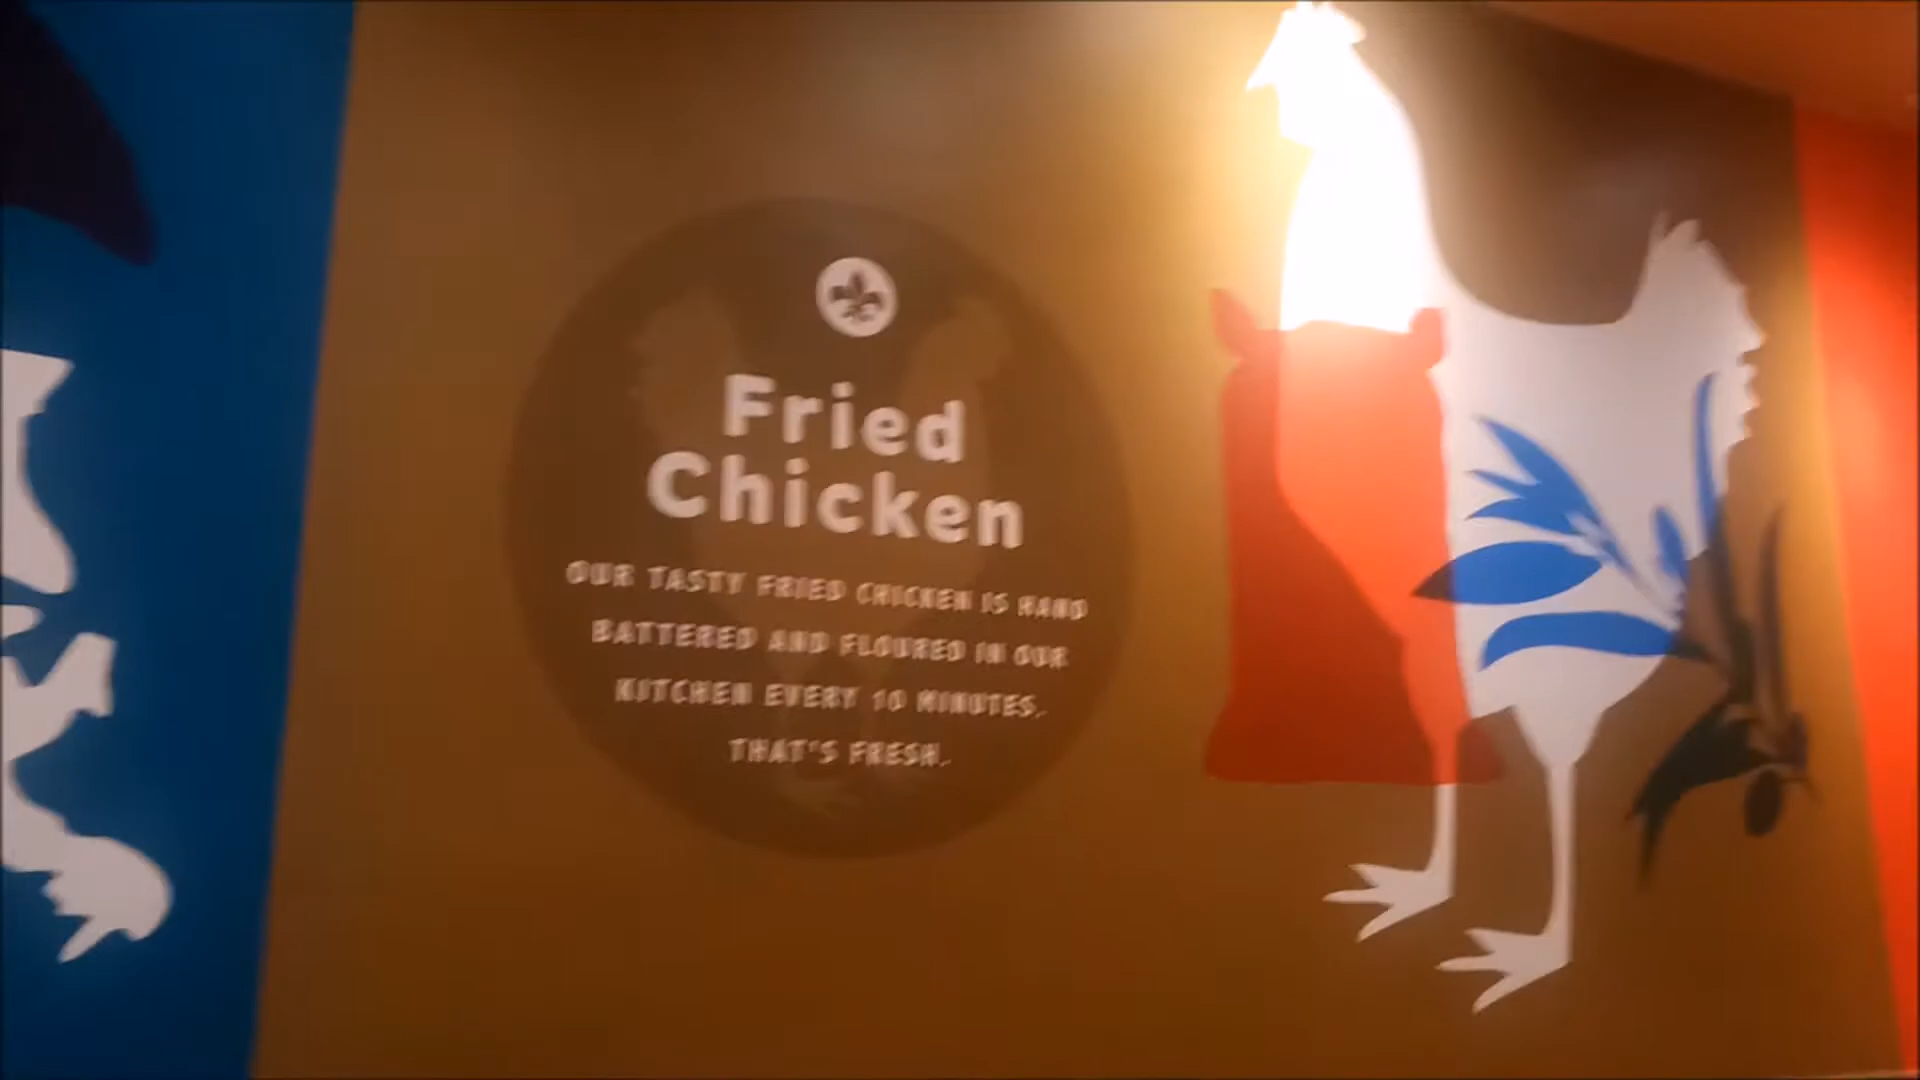 Fried
Chicken
OUR TASTY FRIED CHICKEN IS HAND
BATTERED AND FLOURED IN OUR
KITCHEN EVERY 10 MINUTES.
THAT'S FRESH.